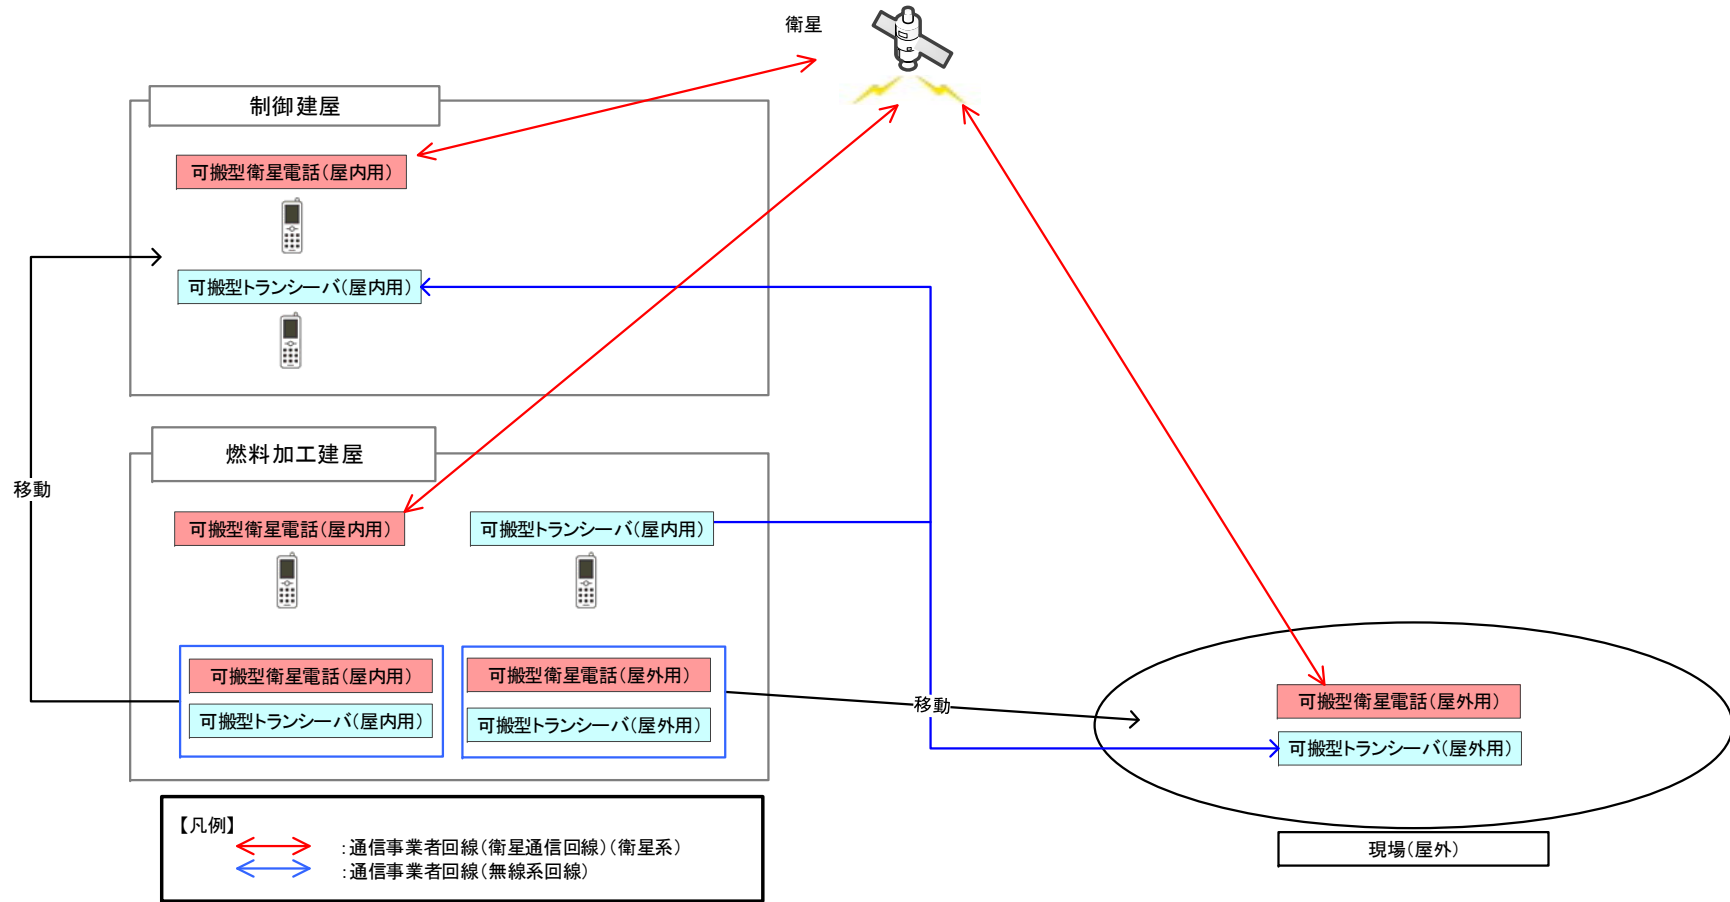 衛星
制御建屋
可搬型衛星電話(屋内用)
可搬型トランシーバ(屋内用)
燃料加工建屋
移動
可搬型衛星電話(屋内用)
可搬型トランシーバ(屋内用)
可搬型衛星電話(屋内用)
可搬型トランシーバ(屋内用)
可搬型衛星電話(屋外用)
可搬型トランシーバ(屋外用)
移動
可搬型衛星電話(屋外用)
可搬型トランシーバ(屋外用)
現場(屋外)
【凡例】
:通信事業者回線(衛星通信回線)(衛星系)
:通信事業者回線(無線系回線)